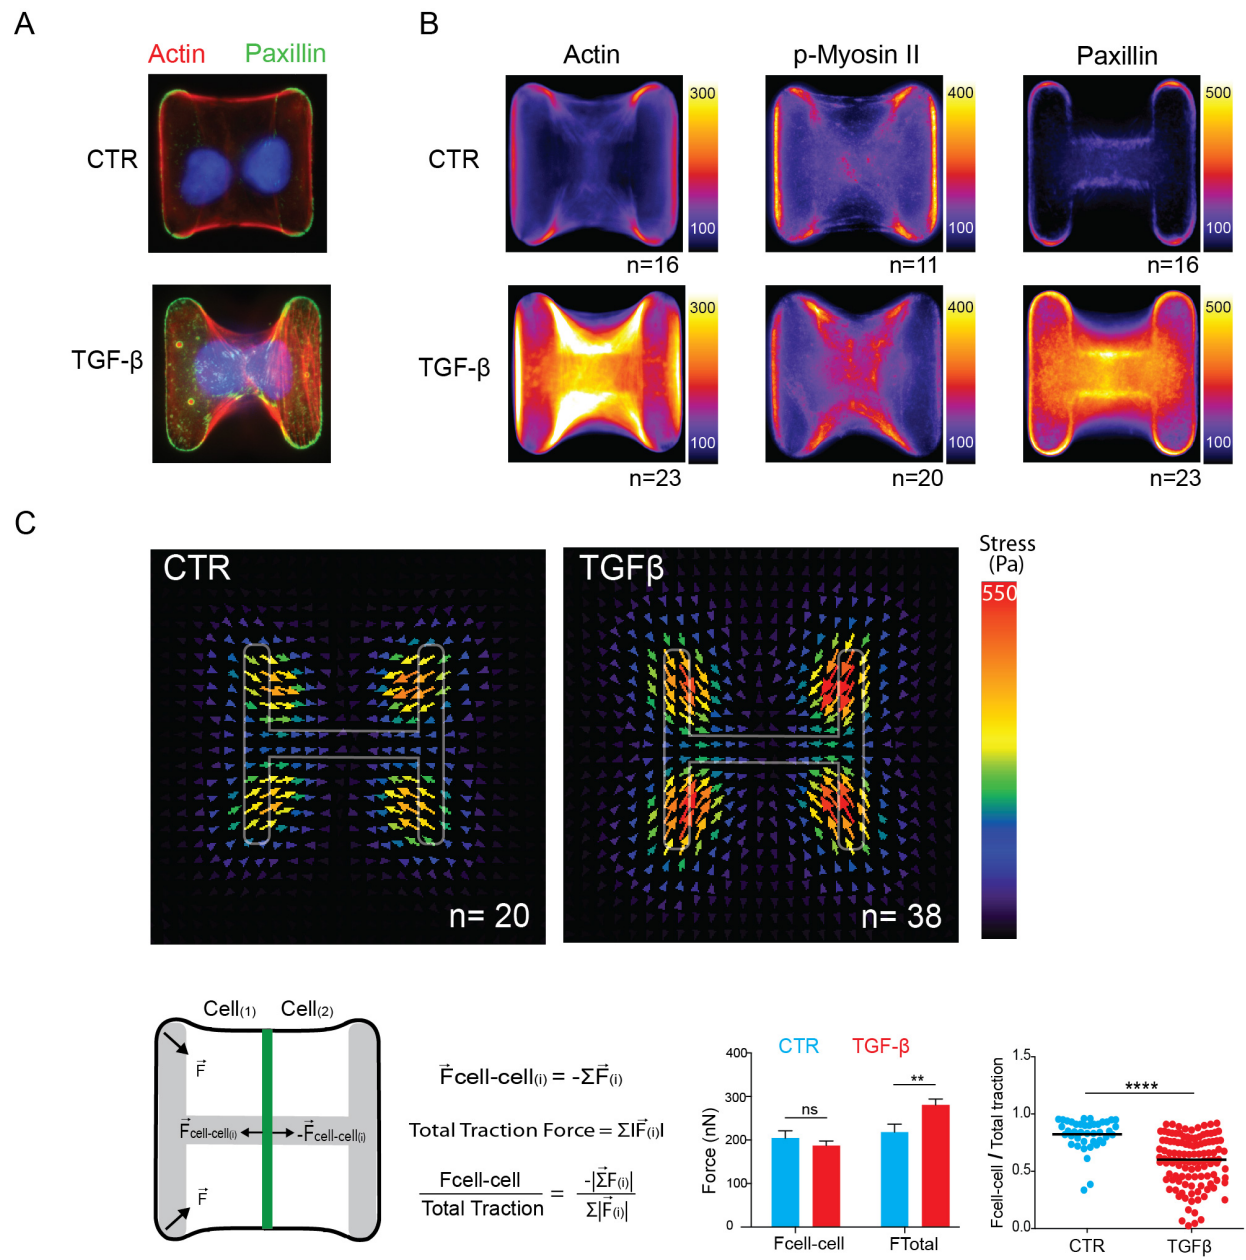 A
B
Actin Paxillin
Actin
p-Myosin II
Paxillin
CTR
CTR
300
100
400
100
500
100
n=16
n=11
n=16
TGF-β
TGF-β
300
100
400
100
500
100
n=23
n=20
n=23
C
CTR
TGFβ
n= 20
n= 38
Stress
(Pa)
550
Cell(1) Cell(2)
F⃗
F⃗cell-cell(i) -F⃗cell-cell(i)
F⃗
F⃗cell-cell(i) = -ΣF⃗(i)
Total Traction Force = Σ|F⃗(i)|
Fcell-cell / Total Traction = -|Σ⃗F(i)| / Σ|F⃗(i)|
CTR TGF-β
Force (nN)
400
300
200
100
0
ns
**
Fcell-cell FTotal
Fcell-cell / Total traction
1.5
1.0
0.5
0.0
****
CTR TGFβ